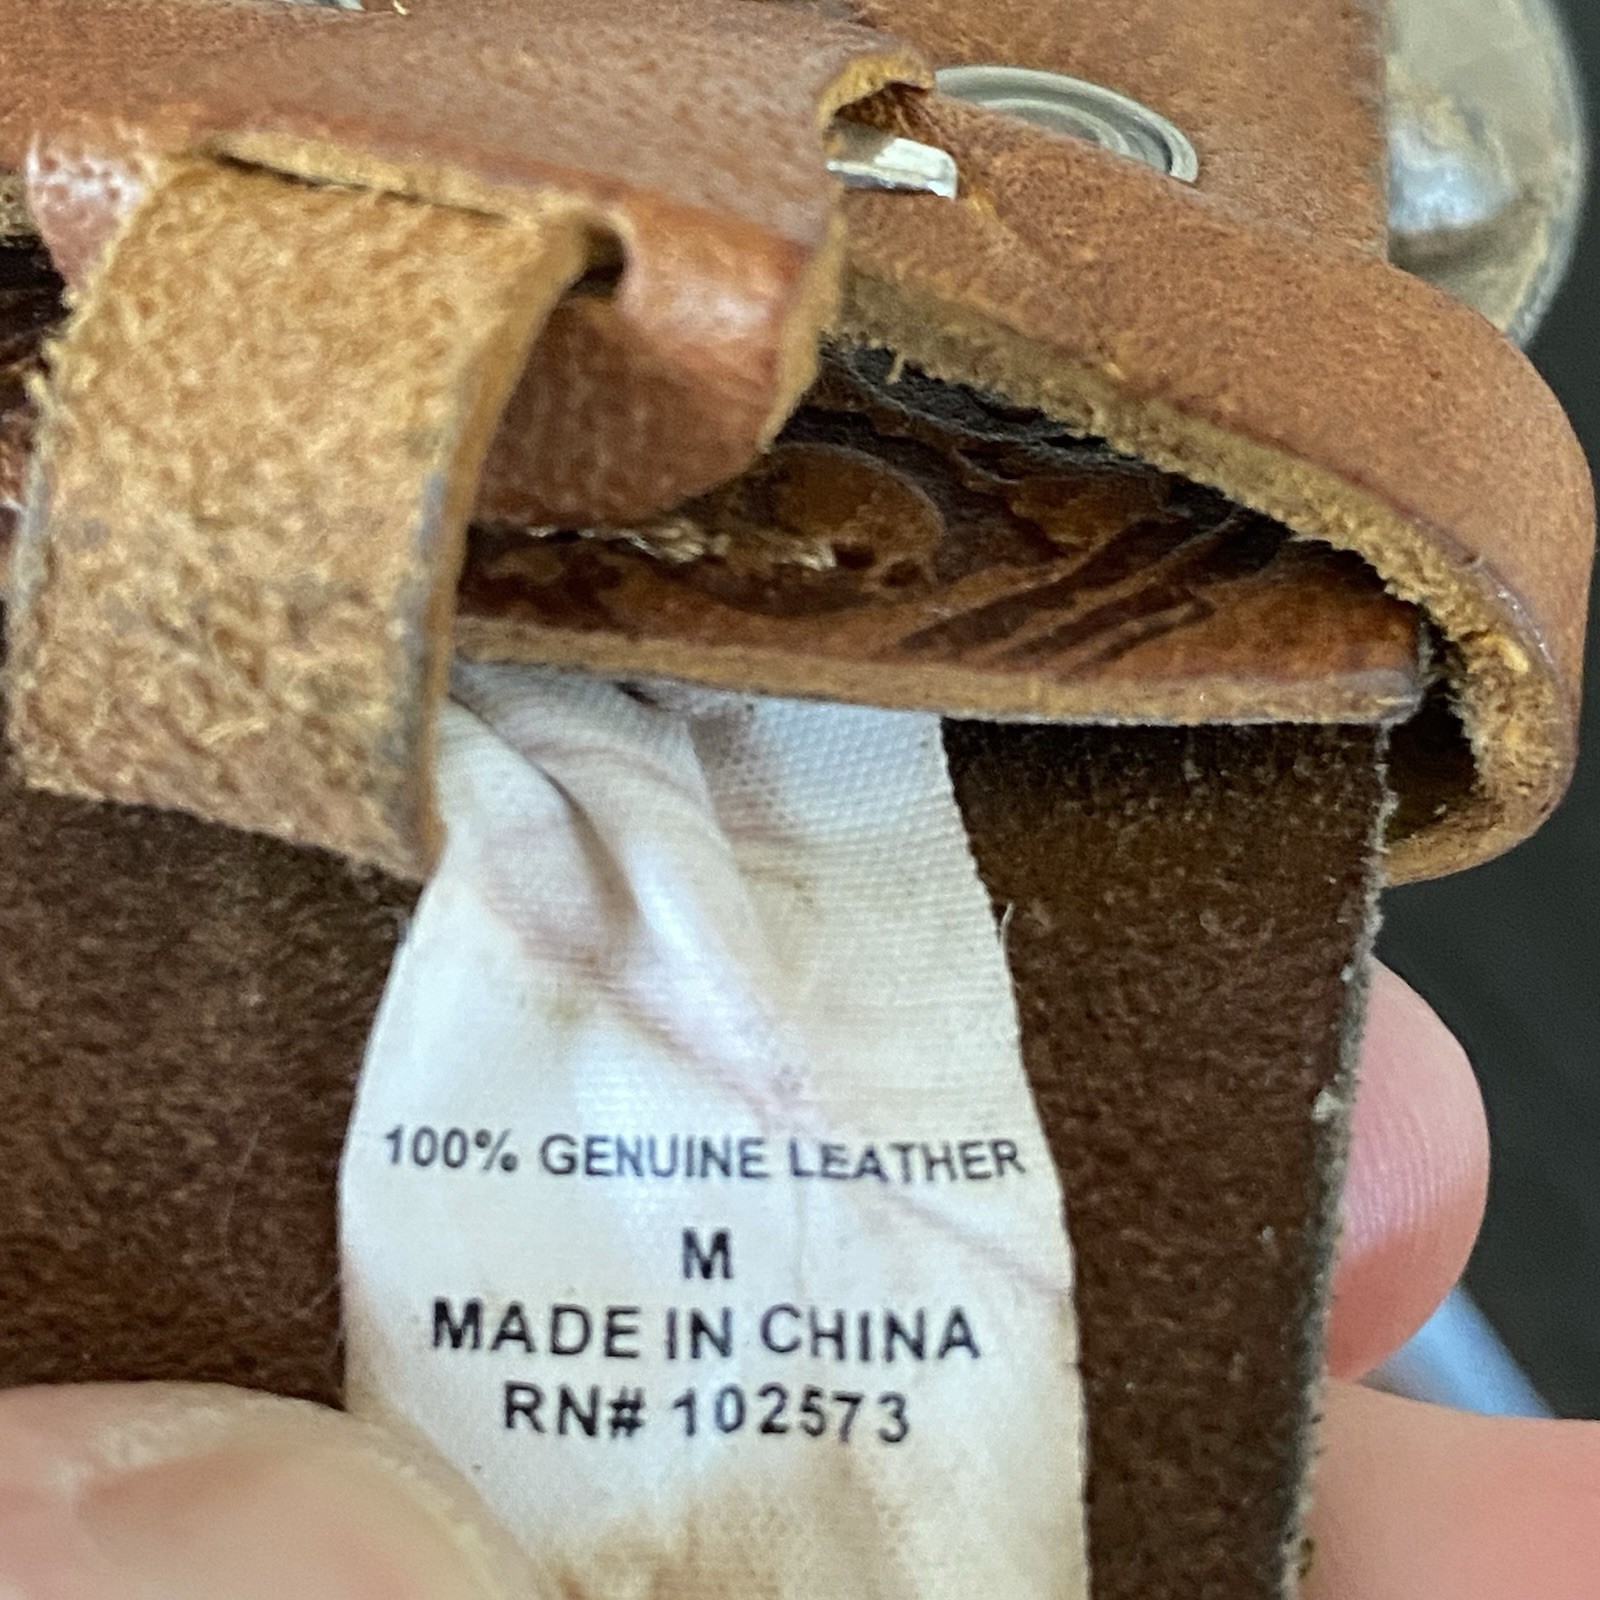 100% GENUINE LEATHER
M
MADE IN CHINA
RN# 102573